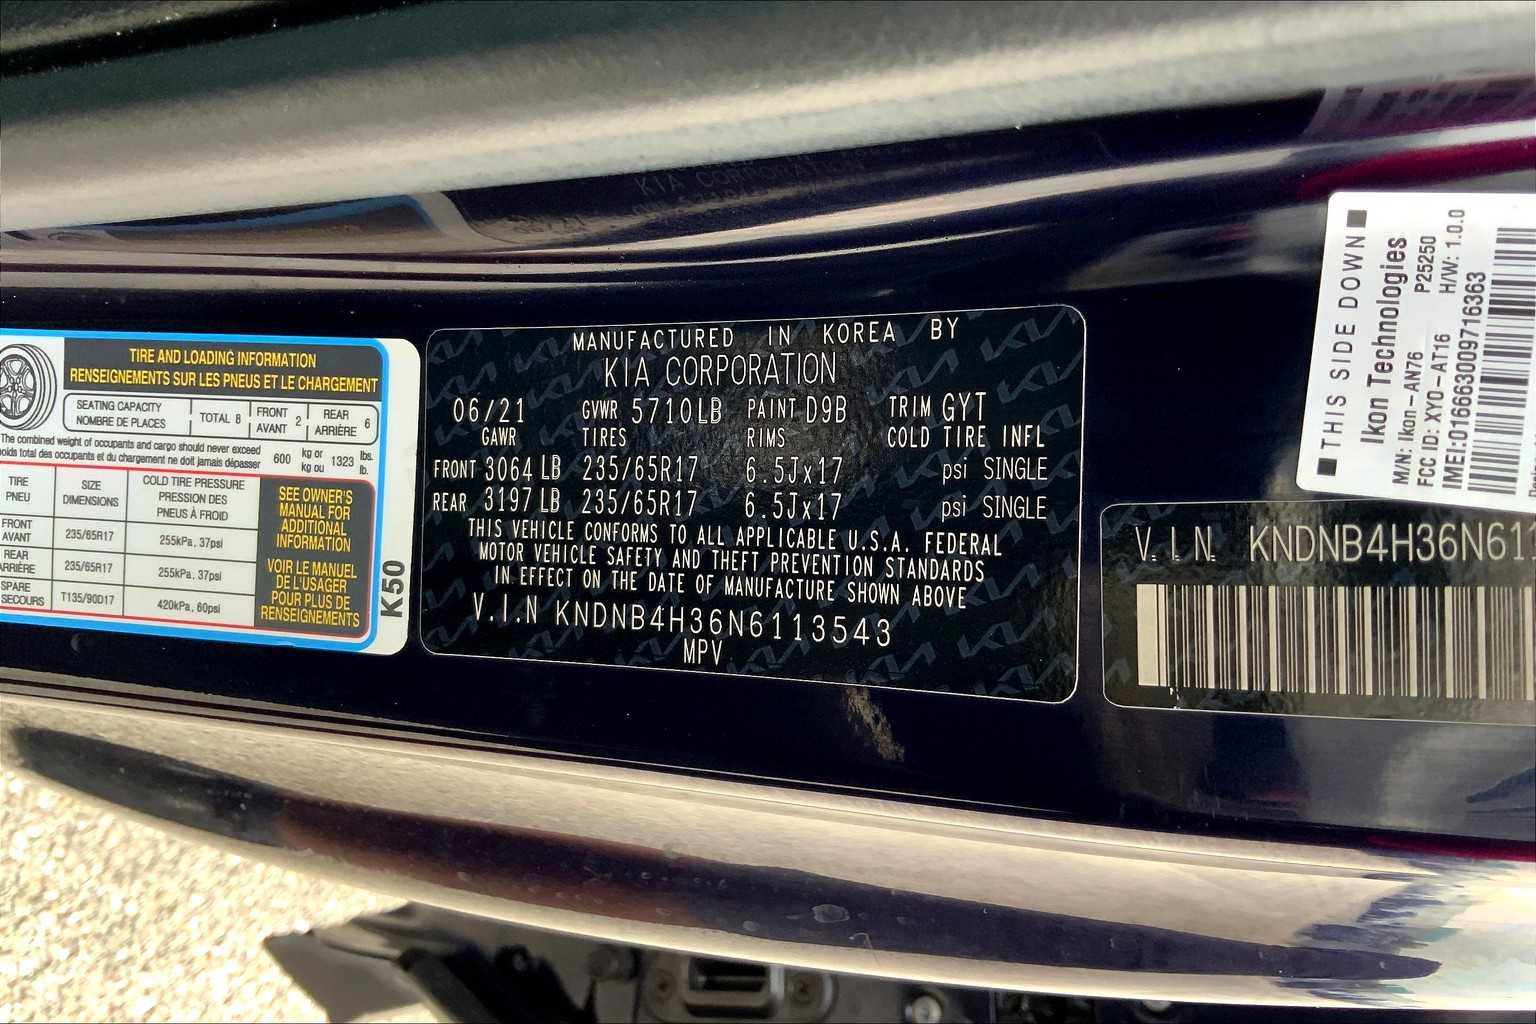 TIRE AND LOADING INFORMATION
RENSEIGNEMENTS SUR LES PNEUS ET LE CHARGEMENT
SEATING CAPACITY
NOMBRE DE PLACES
TOTAL 8
FRONT
AVANT
2
REAR
ARRIÈRE
6
The combined weight of occupants and cargo should never exceed
poids total des occupants et du chargement ne doit jamais dépasser
600
kg or
kg ou
1323
lbs.
lb.
TIRE
PNEU
SIZE
DIMENSIONS
COLD TIRE PRESSURE
PRESSION DES
PNEUS À FROID
FRONT
AVANT
235/65R17
255kPa, 37psi
REAR
ARRIÈRE
235/65R17
255kPa, 37psi
SPARE
SECOURS
T135/90D17
420kPa, 60psi
SEE OWNER'S
MANUAL FOR
ADDITIONAL
INFORMATION
VOIR LE MANUEL
DE L'USAGER
POUR PLUS DE
RENSEIGNEMENTS
K50
MANUFACTURED IN KOREA BY
KIA CORPORATION
06/21 GVWR 5710LB PAINT D9B TRIM GYT
GAWR TIRES RIMS COLD TIRE INFL
FRONT 3064 LB 235/65R17 6.5Jx17 psi SINGLE
REAR 3197 LB 235/65R17 6.5Jx17 psi SINGLE
THIS VEHICLE CONFORMS TO ALL APPLICABLE U.S.A. FEDERAL
MOTOR VEHICLE SAFETY AND THEFT PREVENTION STANDARDS
IN EFFECT ON THE DATE OF MANUFACTURE SHOWN ABOVE
V.I.N KNDNB4H36N6113543
MPV
THIS SIDE DOWN
Ikon Technologies
M/N: Ikon-AN76 P25250
FCC ID: XYO-AT16 H/W: 1.0.0
IMEI:016663009716363
V.I.N. KNDNB4H36N611